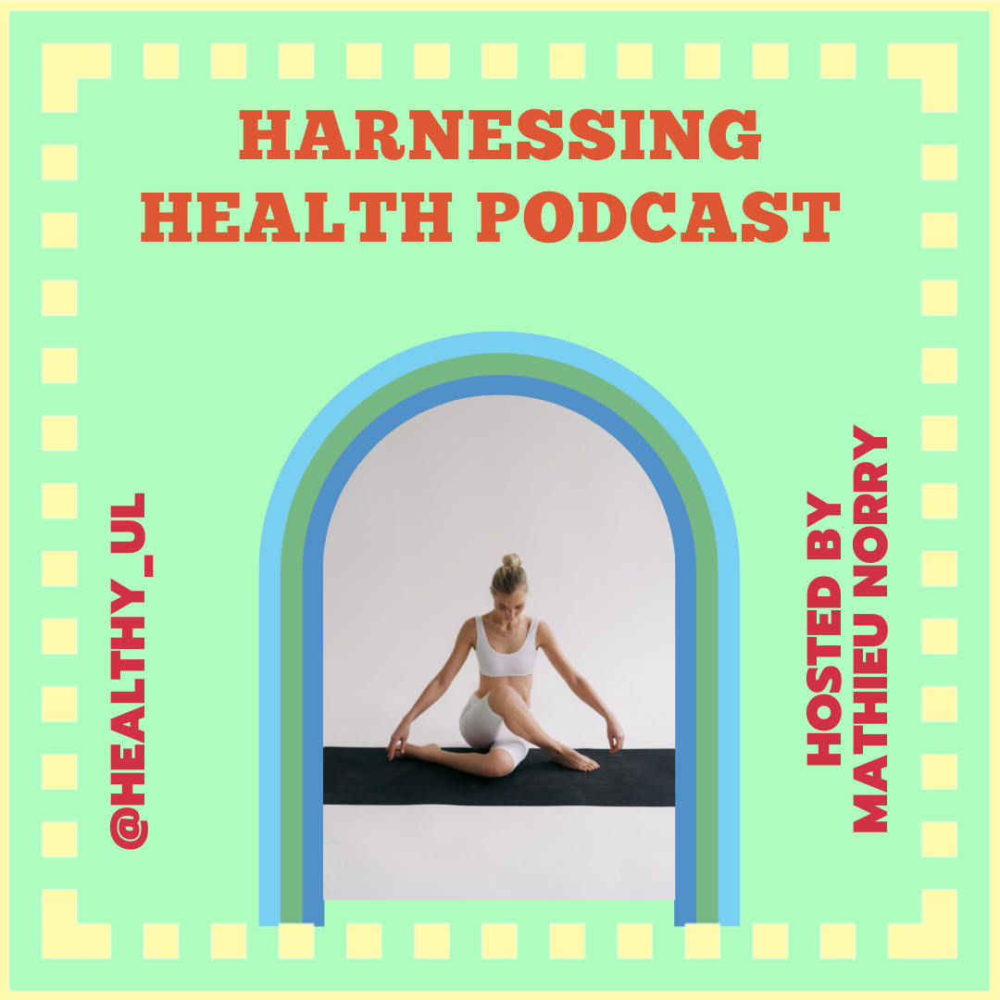 HARNESSING
HEALTH PODCAST
@HEALTHY_UL
HOSTED BY
MATHIEU NORRY